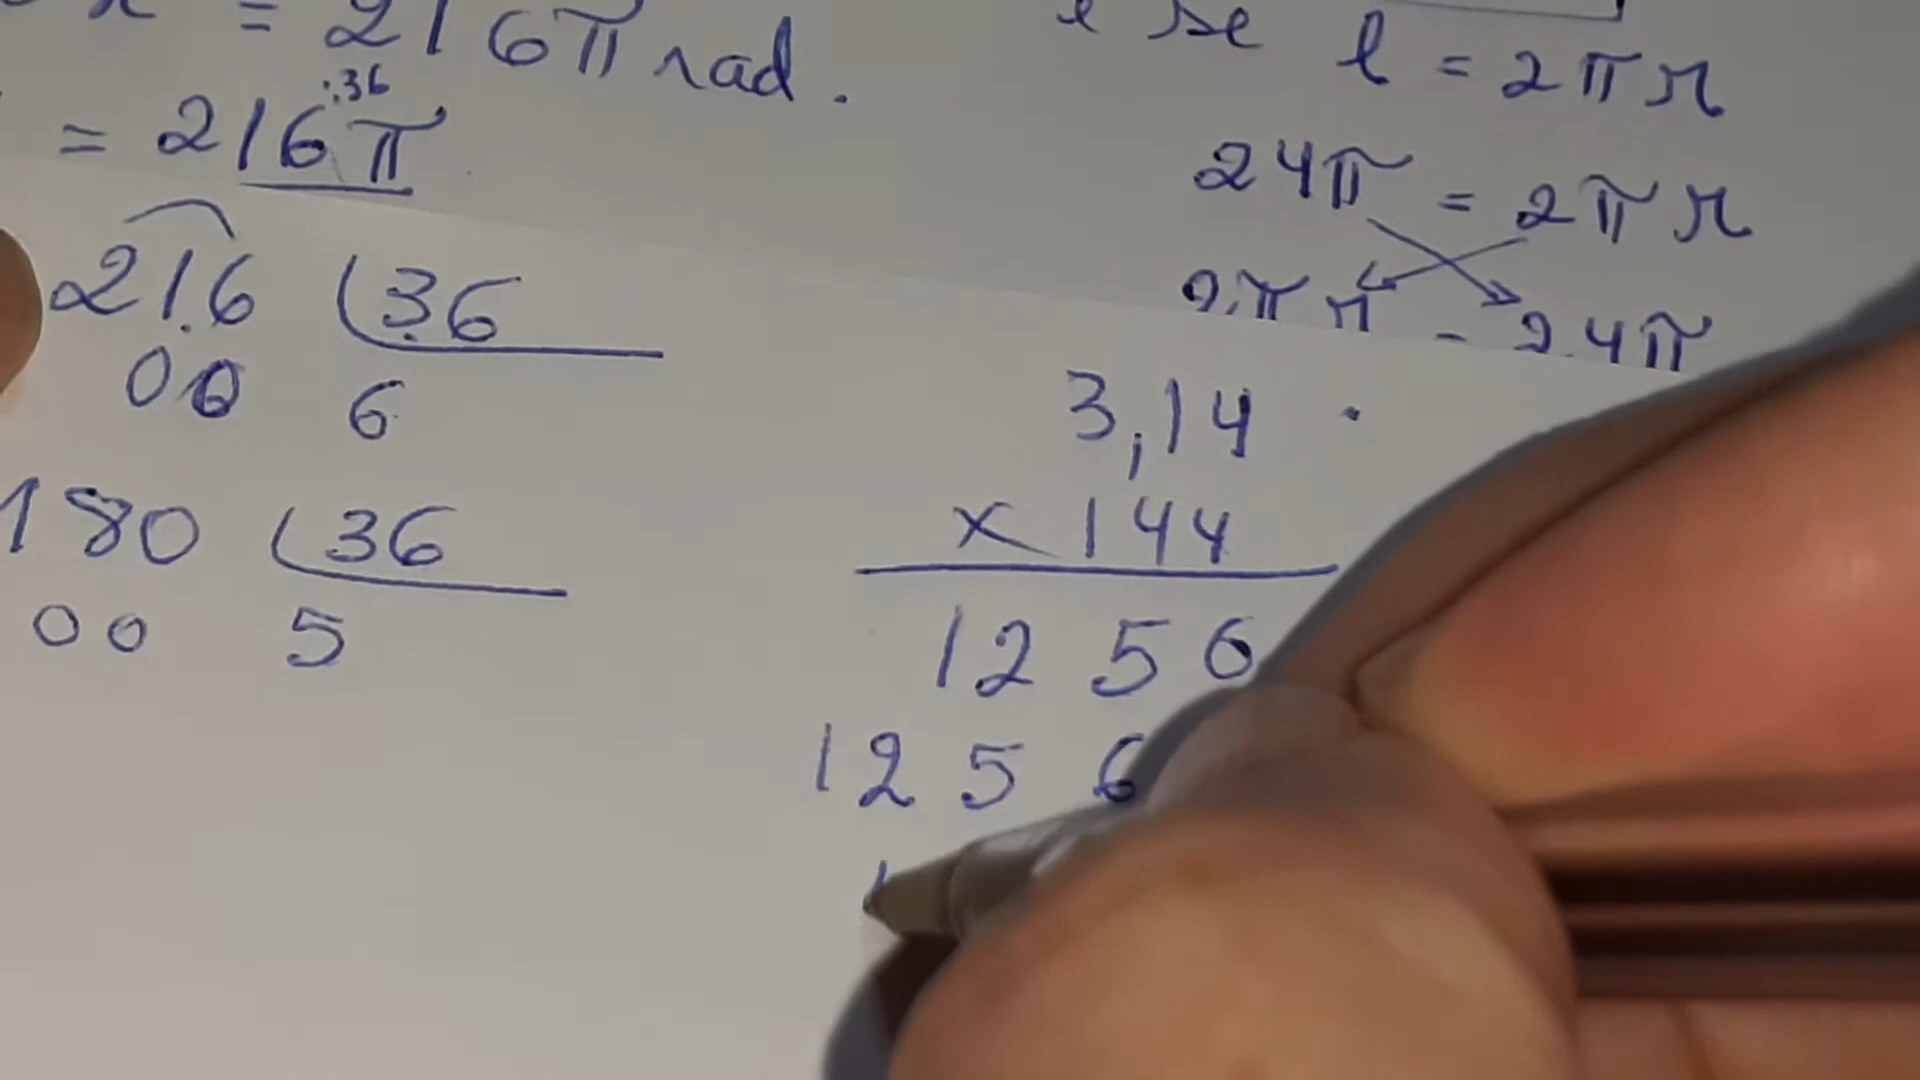 = 216π rad.
:36
= 216π
216 36
00 6
180 36
00 5
l = 2πr
24π = 2πr
2πr = 24π
3,14
x 144
1256
1256